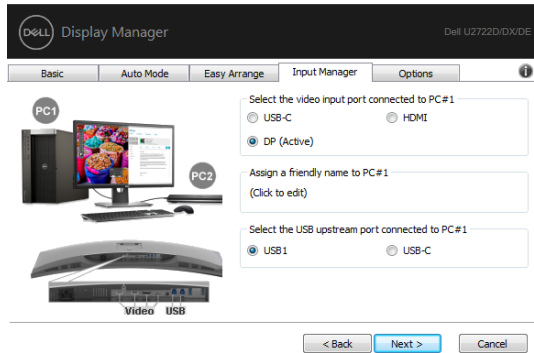 DELL Display Manager
Dell U2722D/DX/DE
Basic
Auto Mode
Easy Arrange
Input Manager
Options
PC1
PC2
Video USB
Select the video input port connected to PC#1
USB-C
HDMI
DP (Active)
Assign a friendly name to PC#1
(Click to edit)
Select the USB upstream port connected to PC#1
USB1
USB-C
< Back
Next >
Cancel